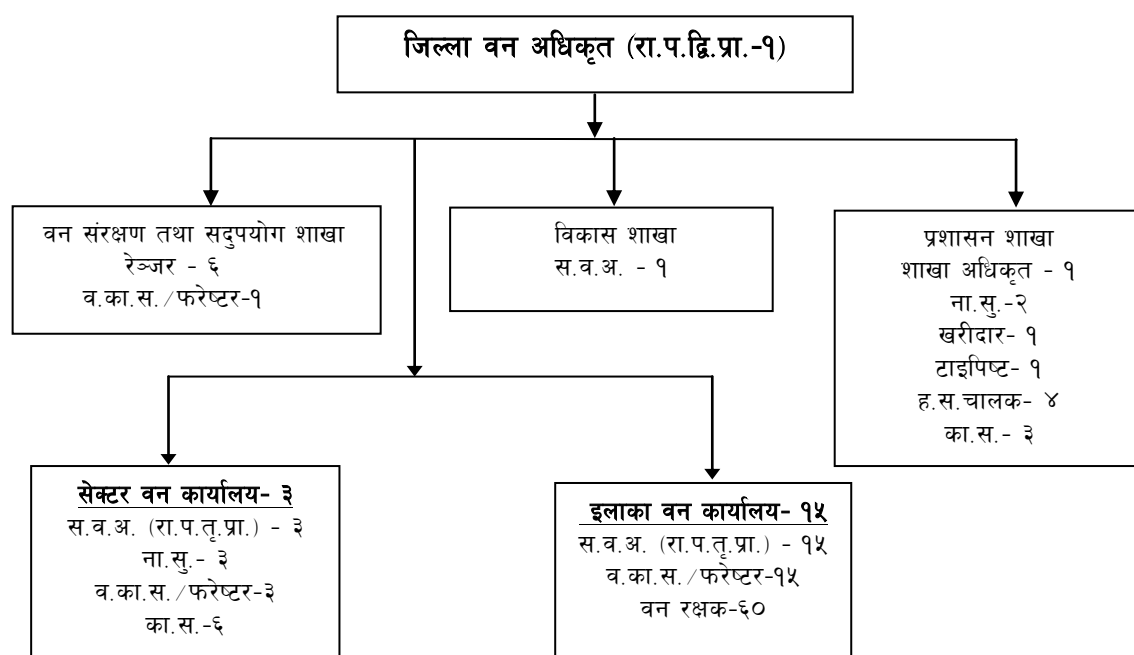 जिल्ला वन अधिकृत (रा.प.द्वि.प्रा.-१)
वन संरक्षण तथा सदुपयोग शाखा
रेञ्जर - ६
व.का.स./फरेष्टर-१
विकास शाखा
स.व.अ. - १
प्रशासन शाखा
शाखा अधिकृत - १
ना.सु.-२
खरीदार- १
टाइपिष्ट- १
ह.स.चालक- ४
का.स.- ३
सेक्टर वन कार्यालय- ३
स.व.अ. (रा.प.तृ.प्रा.) - ३
ना.सु.- ३
व.का.स./फरेष्टर-३
का.स.-६
इलाका वन कार्यालय- १५
स.व.अ. (रा.प.तृ.प्रा.) - १५
व.का.स./फरेष्टर-१५
वन रक्षक-६०